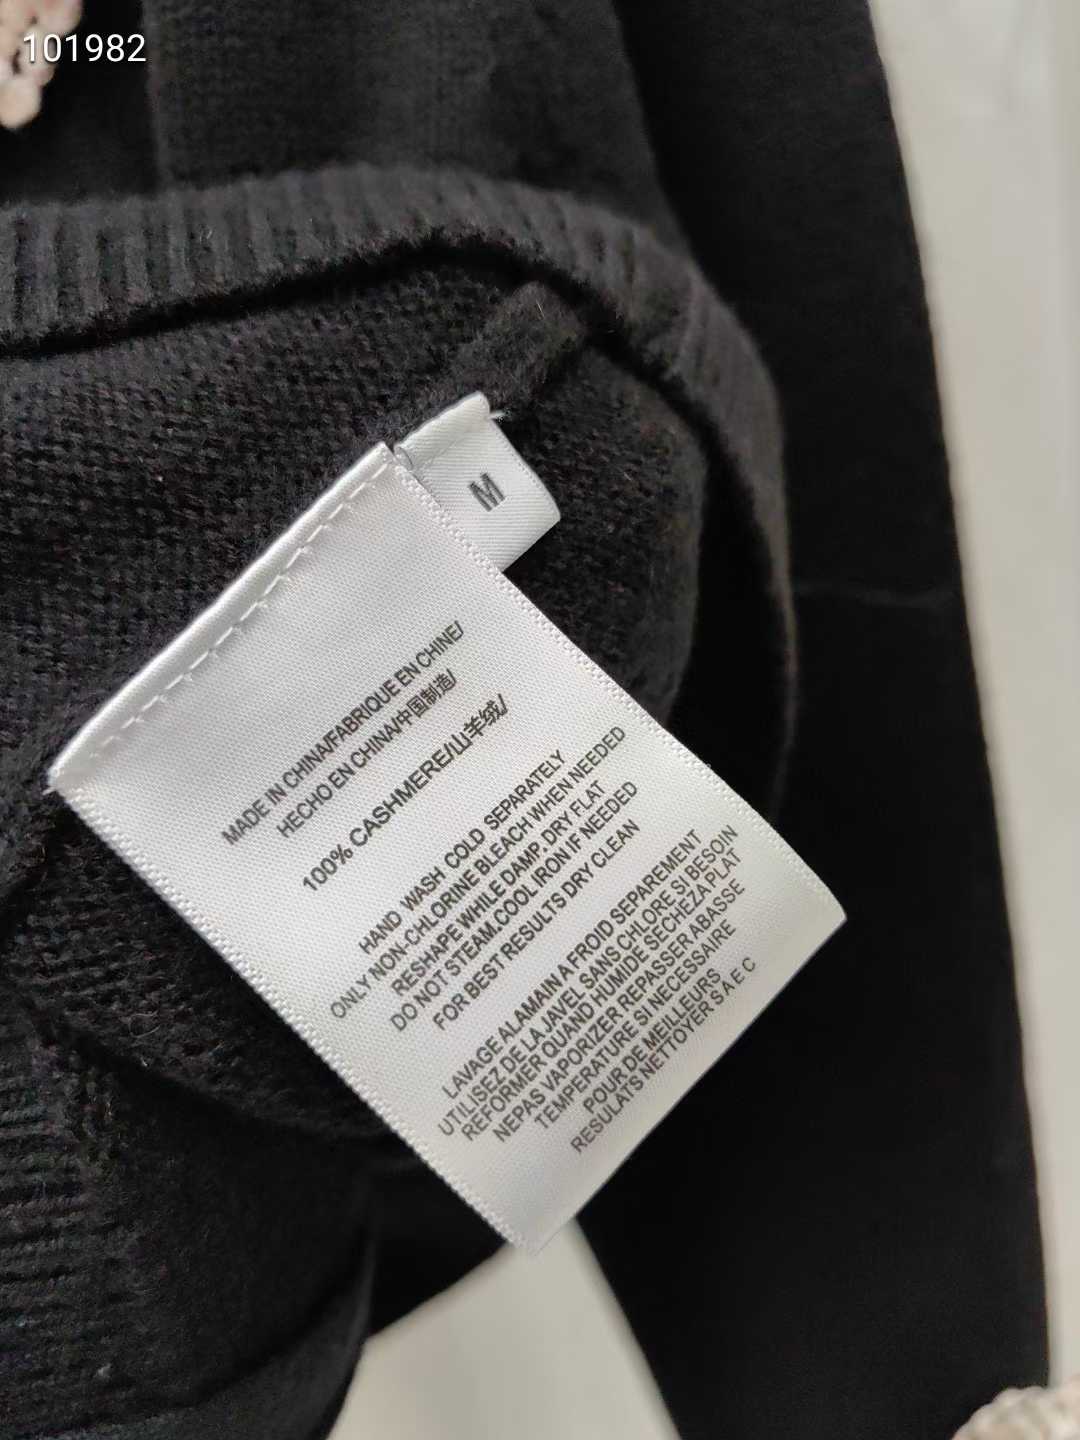 101982
M
MADE IN CHINA/FABRIQUE EN CHINE/
HECHO EN CHINA/中国制造/
100% CASHMERE/山羊绒/
HAND WASH COLD SEPARATELY
ONLY NON-CHLORINE BLEACH WHEN NEEDED
RESHAPE WHILE DAMP. DRY FLAT
DO NOT STEAM.COOL IRON IF NEEDED
FOR BEST RESULTS DRY CLEAN
LAVAGE ALAMAIN A FROID SEPAREMENT
UTILISEZ DE LA JAVEL SANS CHLORE SI BESOIN
REFORMER QUAND HUMIDE SECHEZA PLAT
NEPAS VAPORIZER REPASSER ABASSE
TEMPERATURE SI NECESSAIRE
POUR DE MEILLEURS
RESULATS NETTOYER S A E C